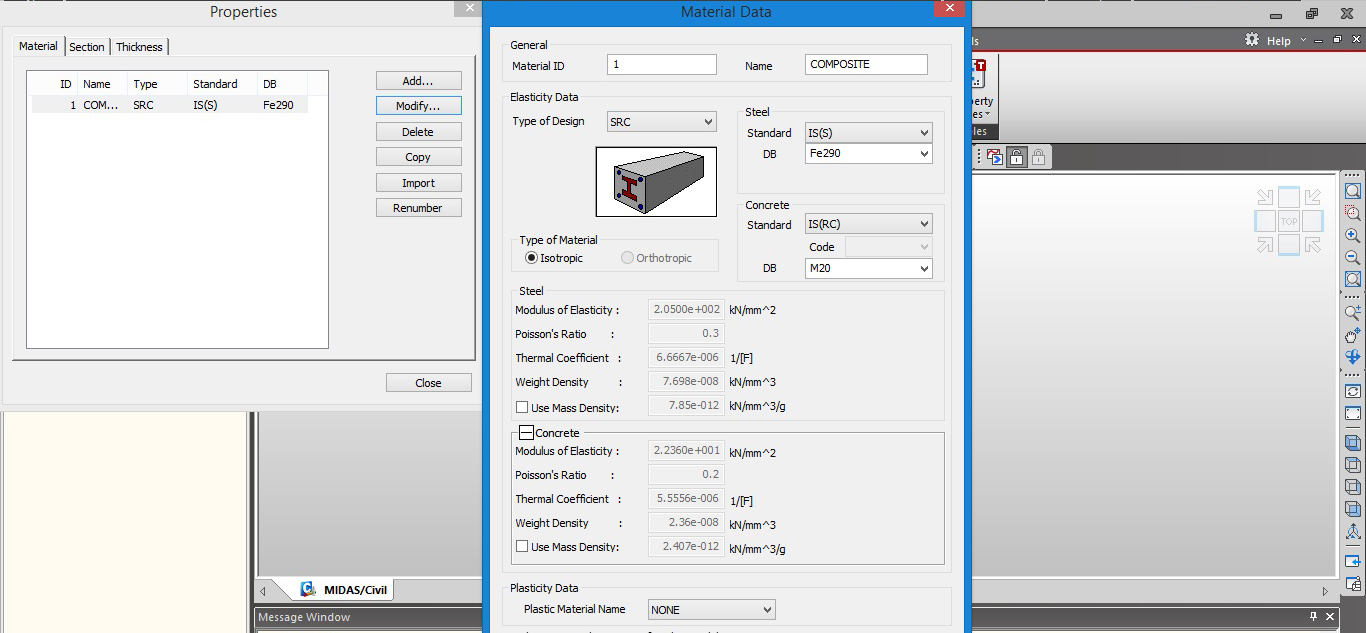 Properties
Material Section Thickness
ID Name Type Standard DB
1 COM... SRC IS(S) Fe290
Add...
Modify...
Delete
Copy
Import
Renumber
Close
Material Data
General
Material ID 1 Name COMPOSITE
Elasticity Data
Type of Design SRC
Steel
Standard IS(S)
DB Fe290
Concrete
Standard IS(RC)
Code
DB M20
Type of Material
Isotropic Orthotropic
Steel
Modulus of Elasticity : 2.0500e+002 kN/mm^2
Poisson's Ratio : 0.3
Thermal Coefficient : 6.6667e-006 1/[F]
Weight Density : 7.698e-008 kN/mm^3
Use Mass Density: 7.85e-012 kN/mm^3/g
Concrete
Modulus of Elasticity : 2.2360e+001 kN/mm^2
Poisson's Ratio : 0.2
Thermal Coefficient : 5.5556e-006 1/[F]
Weight Density : 2.36e-008 kN/mm^3
Use Mass Density: 2.407e-012 kN/mm^3/g
Plasticity Data
Plastic Material Name NONE
Help
TOP
MIDAS/Civil
Message Window